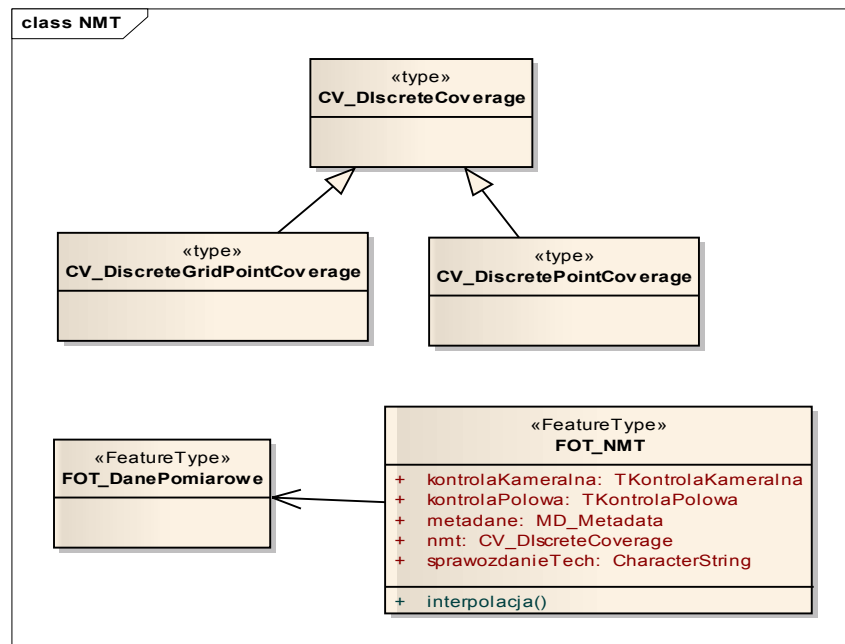 class NMT
«type»
CV_DIscreteCoverage
«type»
CV_DiscreteGridPointCoverage
«type»
CV_DiscretePointCoverage
«FeatureType»
FOT_DanePomiarowe
«FeatureType»
FOT_NMT
+ kontrolaKameralna: TKontrolaKameralna
+ kontrolaPolowa: TKontrolaPolowa
+ metadane: MD_Metadata
+ nmt: CV_DIscreteCoverage
+ sprawozdanieTech: CharacterString
+ interpolacja()